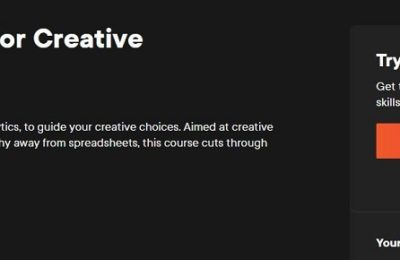 or Creative
tics, to guide your creative choices. Aimed at creative
hy away from spreadsheets, this course cuts through
Try
Get
skills
Your